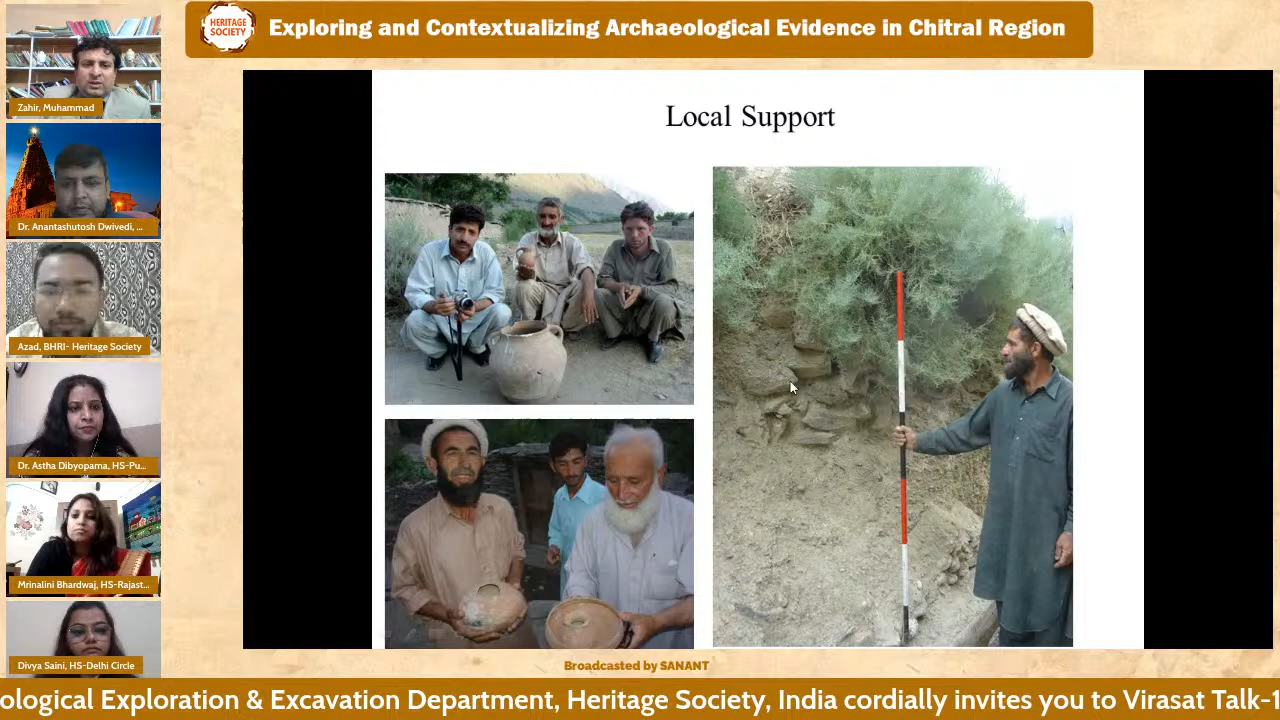 HERITAGE
SOCIETY
Exploring and Contextualizing Archaeological Evidence in Chitral Region
Zahir, Muhammad
Dr. Anantashutosh Dwivedi, ...
Azad, BHRI- Heritage Society
Dr. Astha Dibyopama, HS-Pu...
Mrinalini Bhardwaj, HS-Rajast...
Divya Saini, HS-Delhi Circle
Local Support
Broadcasted by SANANT
ological Exploration & Excavation Department, Heritage Society, India cordially invites you to Virasat Talk-1